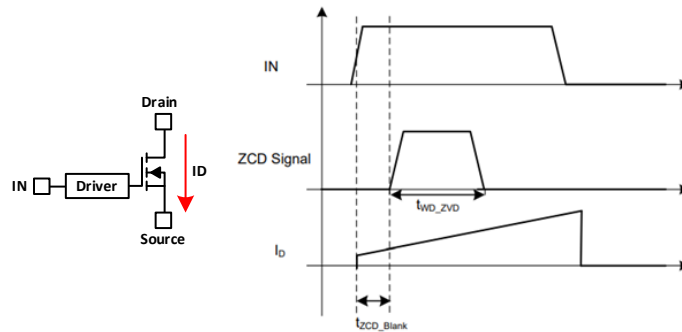 Drain
ID
IN
Driver
Source
IN
ZCD Signal
tWD_ZVD
ID
tZCD_Blank